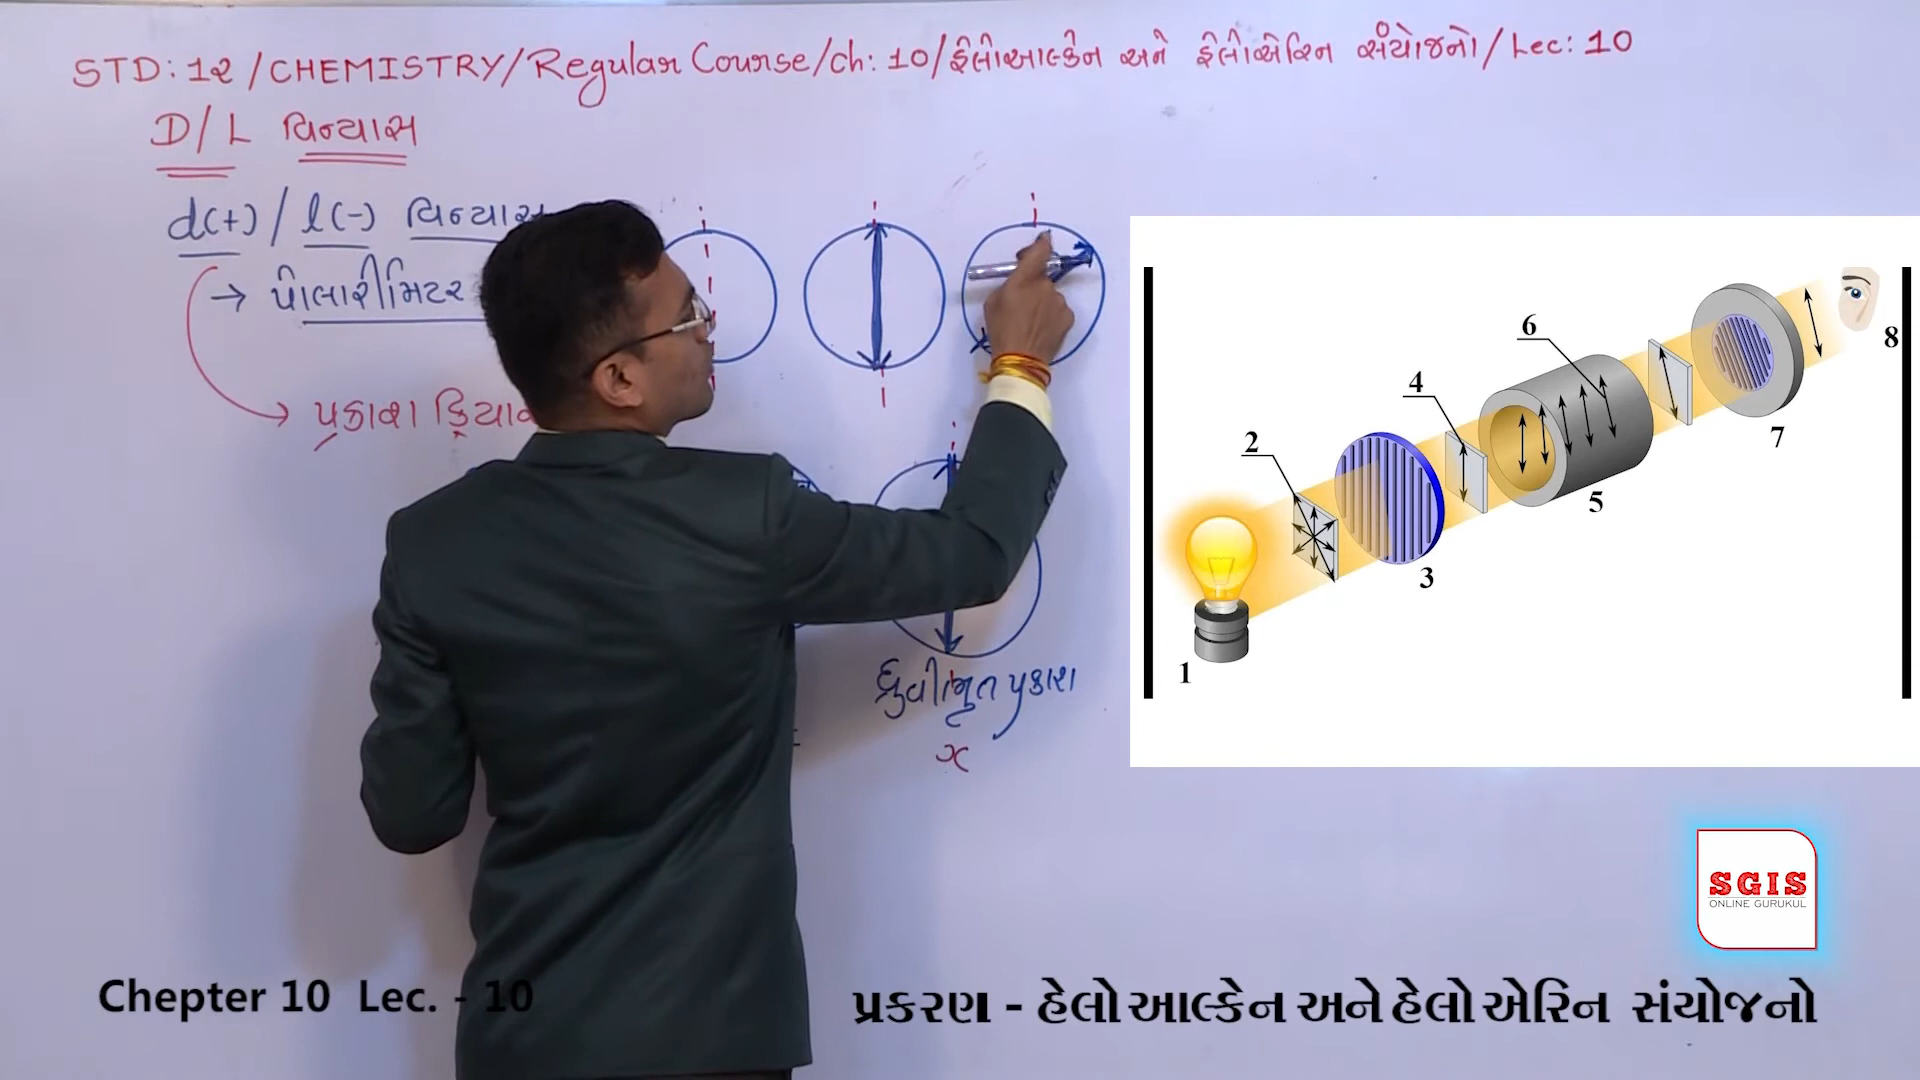 STD: 12 / CHEMISTRY / Regular Course / ch: 10 / હેલોઆલ્કેન અને હેલોએરિન સંયોજનો / Lec: 10
D/L વિન્યાસ
d(+) / l(-) વિન્યાસ
→ પોલારીમિટર
પ્રકાશ
ધ્રુવીભુત પ્રકાશ
x
1
2
3
4
5
6
7
8
SGIS
ONLINE GURUKUL
Chepter 10 Lec. - 10
પ્રકરણ - હેલોઆલ્કેન અને હેલોએરિન સંયોજનો